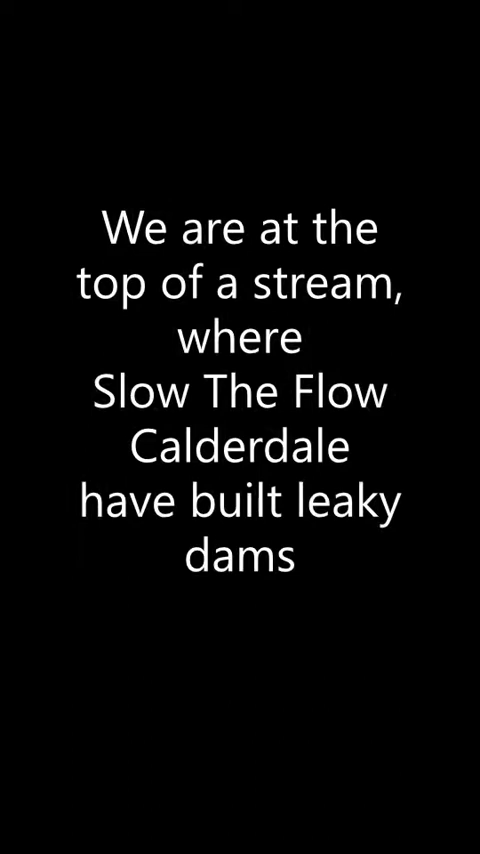 We are at the
top of a stream,
where
Slow The Flow
Calderdale
have built leaky
dams